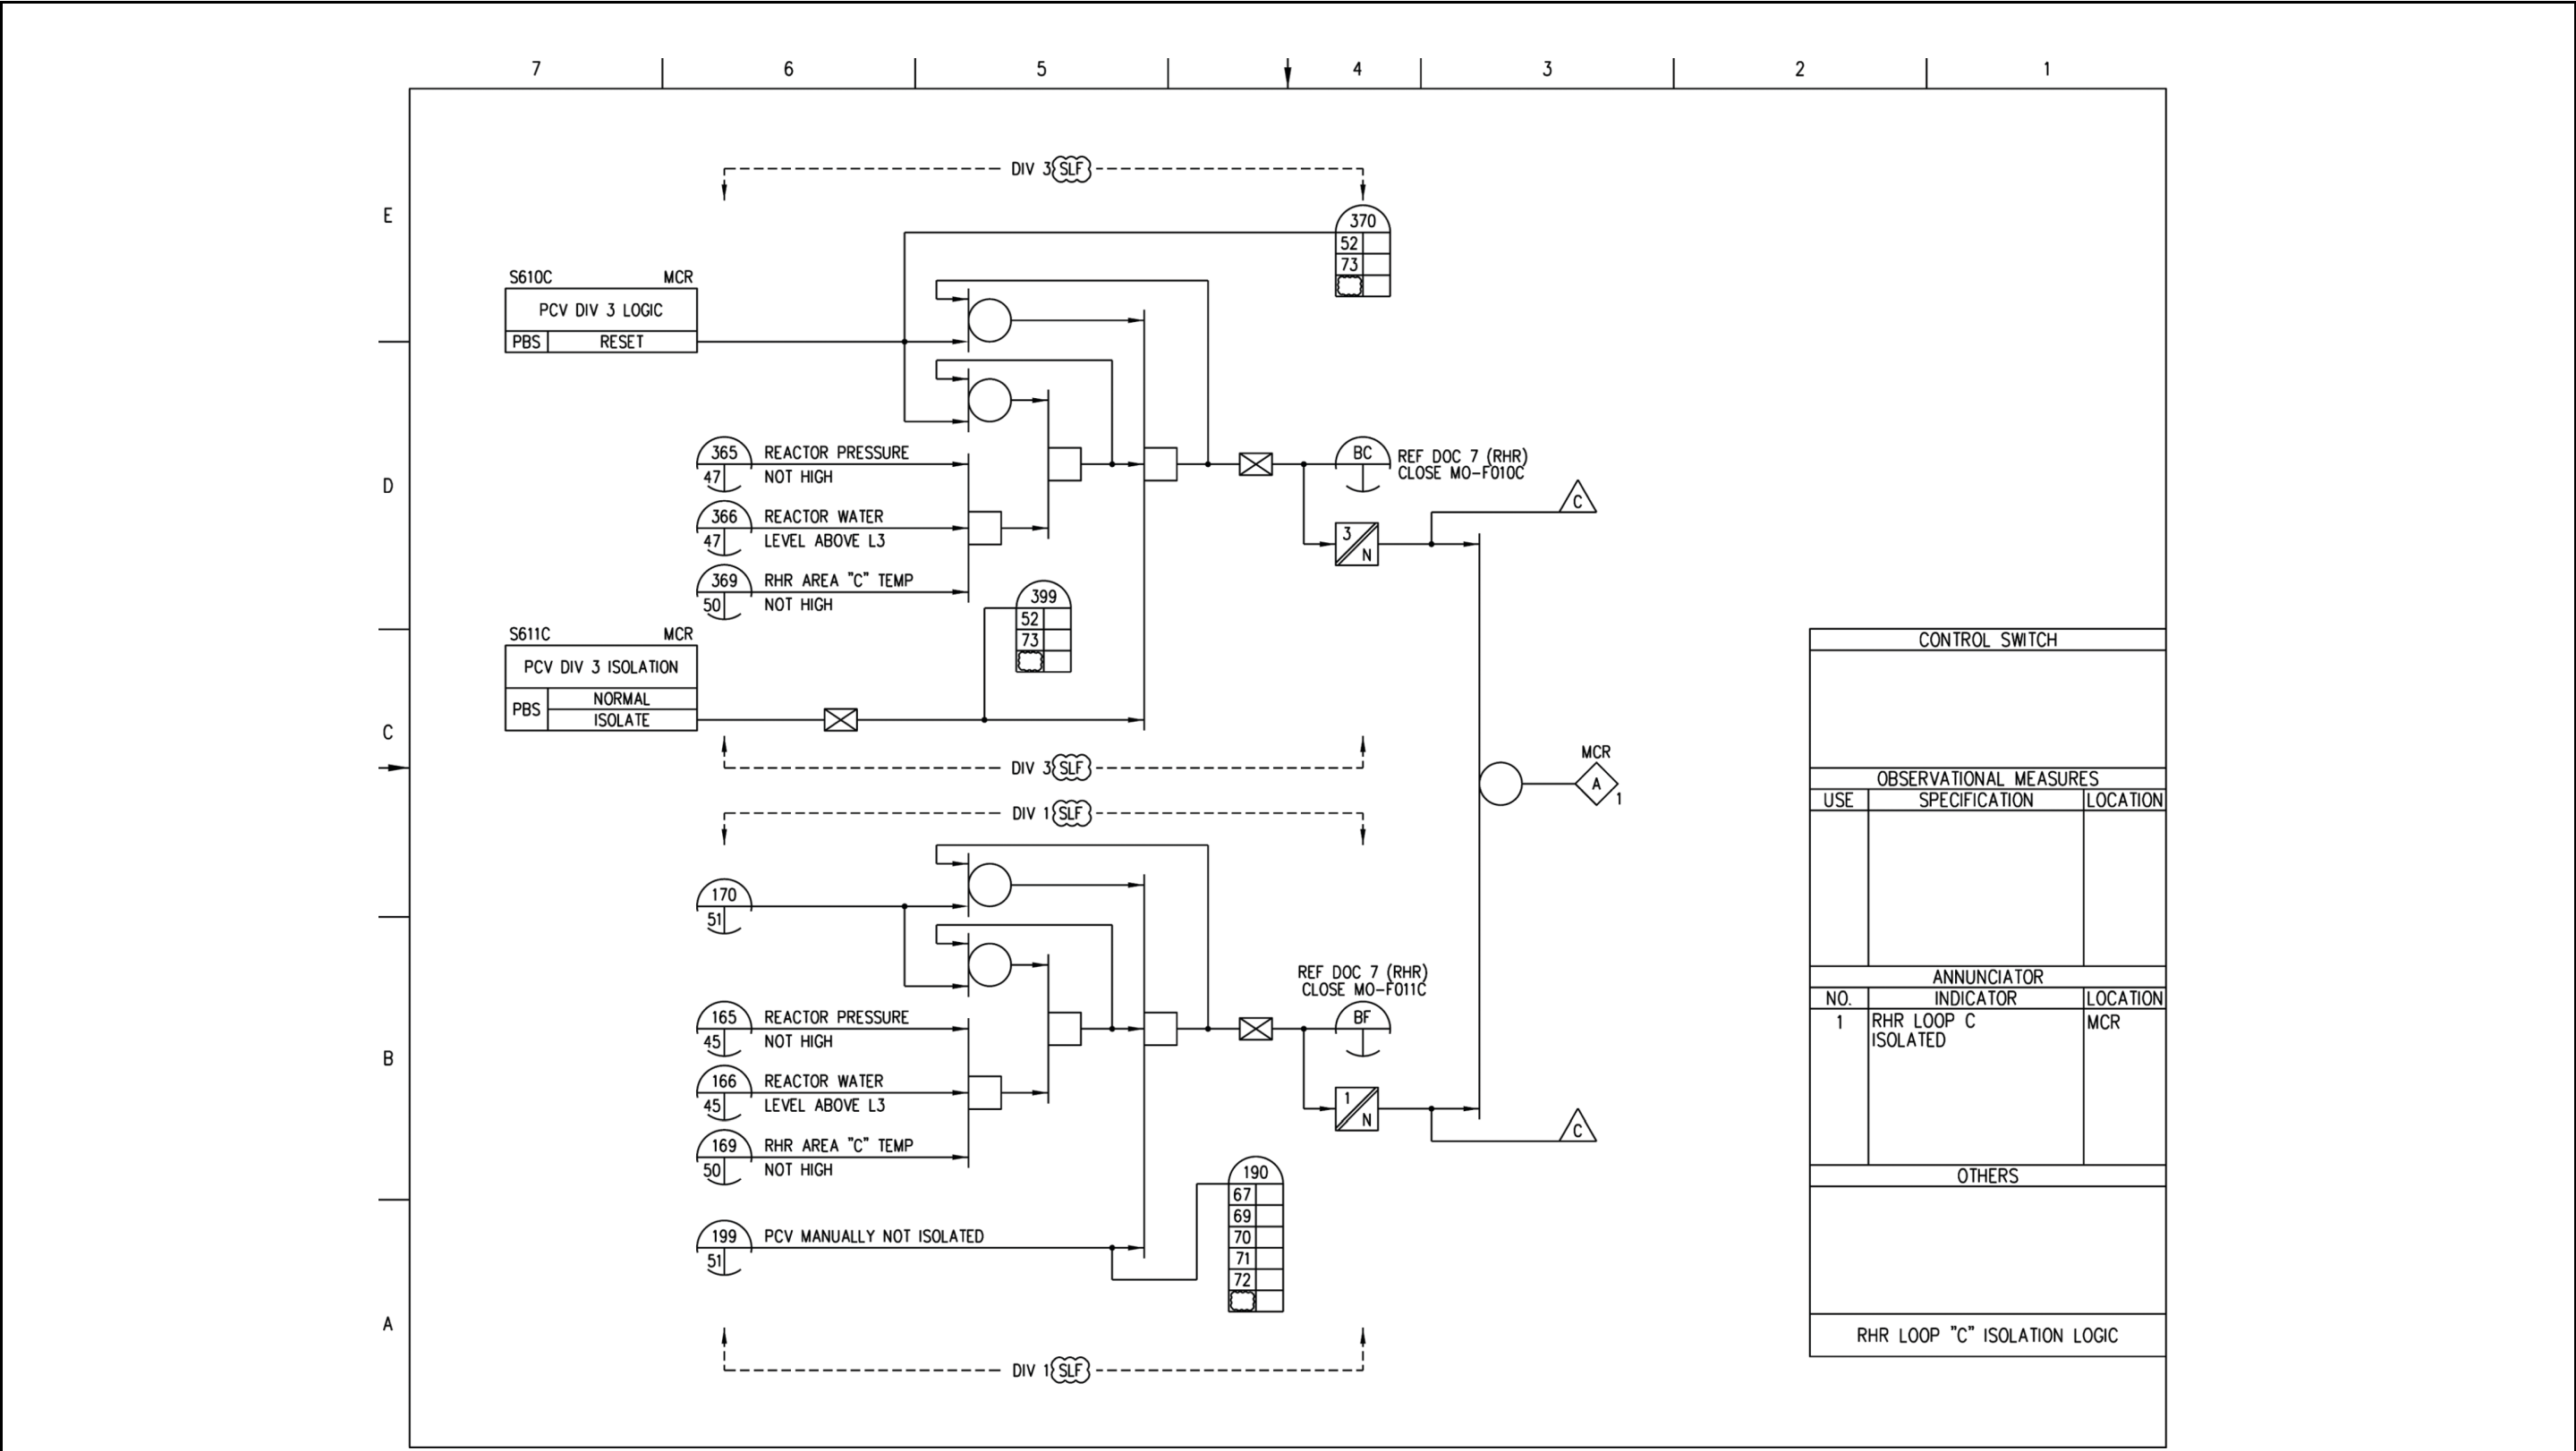 7 6 5 4 3 2 1
E
D
C
B
A
DIV 3 SLF
370
52
73
S610C MCR
PCV DIV 3 LOGIC
PBS RESET
365 REACTOR PRESSURE
47 NOT HIGH
366 REACTOR WATER
47 LEVEL ABOVE L3
369 RHR AREA "C" TEMP
50 NOT HIGH
BC REF DOC 7 (RHR)
CLOSE MO-F010C
C
3
N
399
52
73
S611C MCR
PCV DIV 3 ISOLATION
PBS NORMAL
ISOLATE
DIV 3 SLF
MCR
A
1
DIV 1 SLF
170
51
165 REACTOR PRESSURE
45 NOT HIGH
166 REACTOR WATER
45 LEVEL ABOVE L3
169 RHR AREA "C" TEMP
50 NOT HIGH
REF DOC 7 (RHR)
CLOSE MO-F011C
BF
1
N
C
190
67
69
70
71
72
199 PCV MANUALLY NOT ISOLATED
51
DIV 1 SLF
CONTROL SWITCH
OBSERVATIONAL MEASURES
USE SPECIFICATION LOCATION
ANNUNCIATOR
NO. INDICATOR LOCATION
1 RHR LOOP C MCR
ISOLATED
OTHERS
RHR LOOP "C" ISOLATION LOGIC